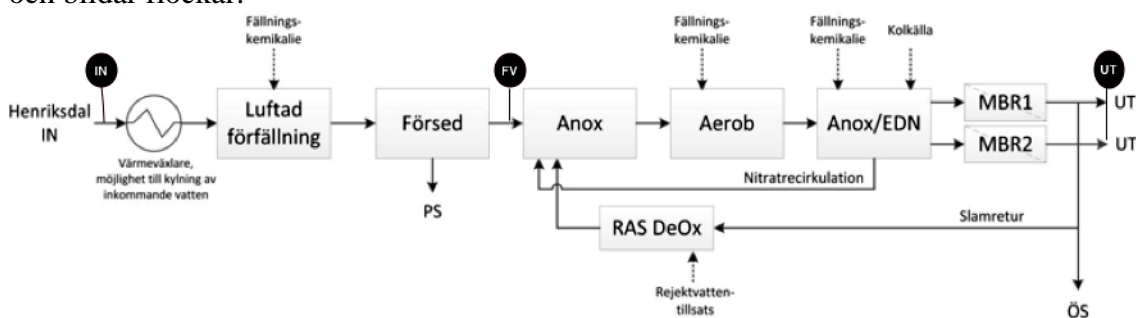 och bildar flockar.
Fällnings-
kemikalie
Fällnings-
kemikalie
Fällnings-
kemikalie
Kolkälla
IN
FV
UT
Henriksdal
IN
Luftad
förfällning
Försed
Anox
Aerob
Anox/EDN
MBR1
MBR2
UT
UT
Värmeväxlare,
möjlighet till kylning av
inkommande vatten
PS
Nitratrecirkulation
RAS DeOx
Slamretur
Rejektvatten-
tillsats
ÖS